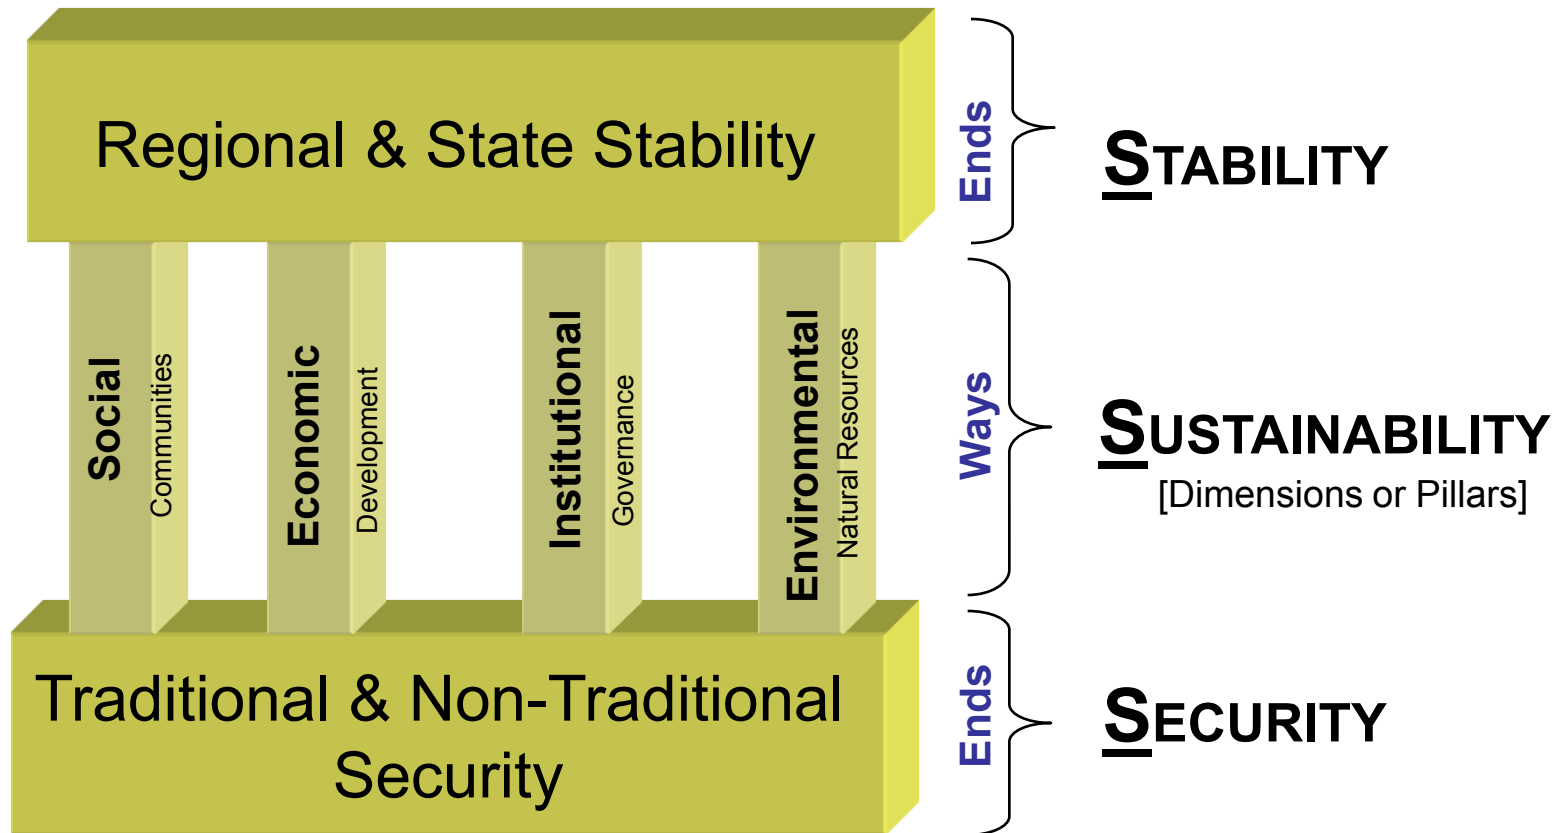 Regional & State Stability
Ends
STABILITY
Social
Communities
Economic
Development
Institutional
Governance
Environmental
Natural Resources
Ways
SUSTAINABILITY
[Dimensions or Pillars]
Traditional & Non-Traditional
Security
Ends
SECURITY